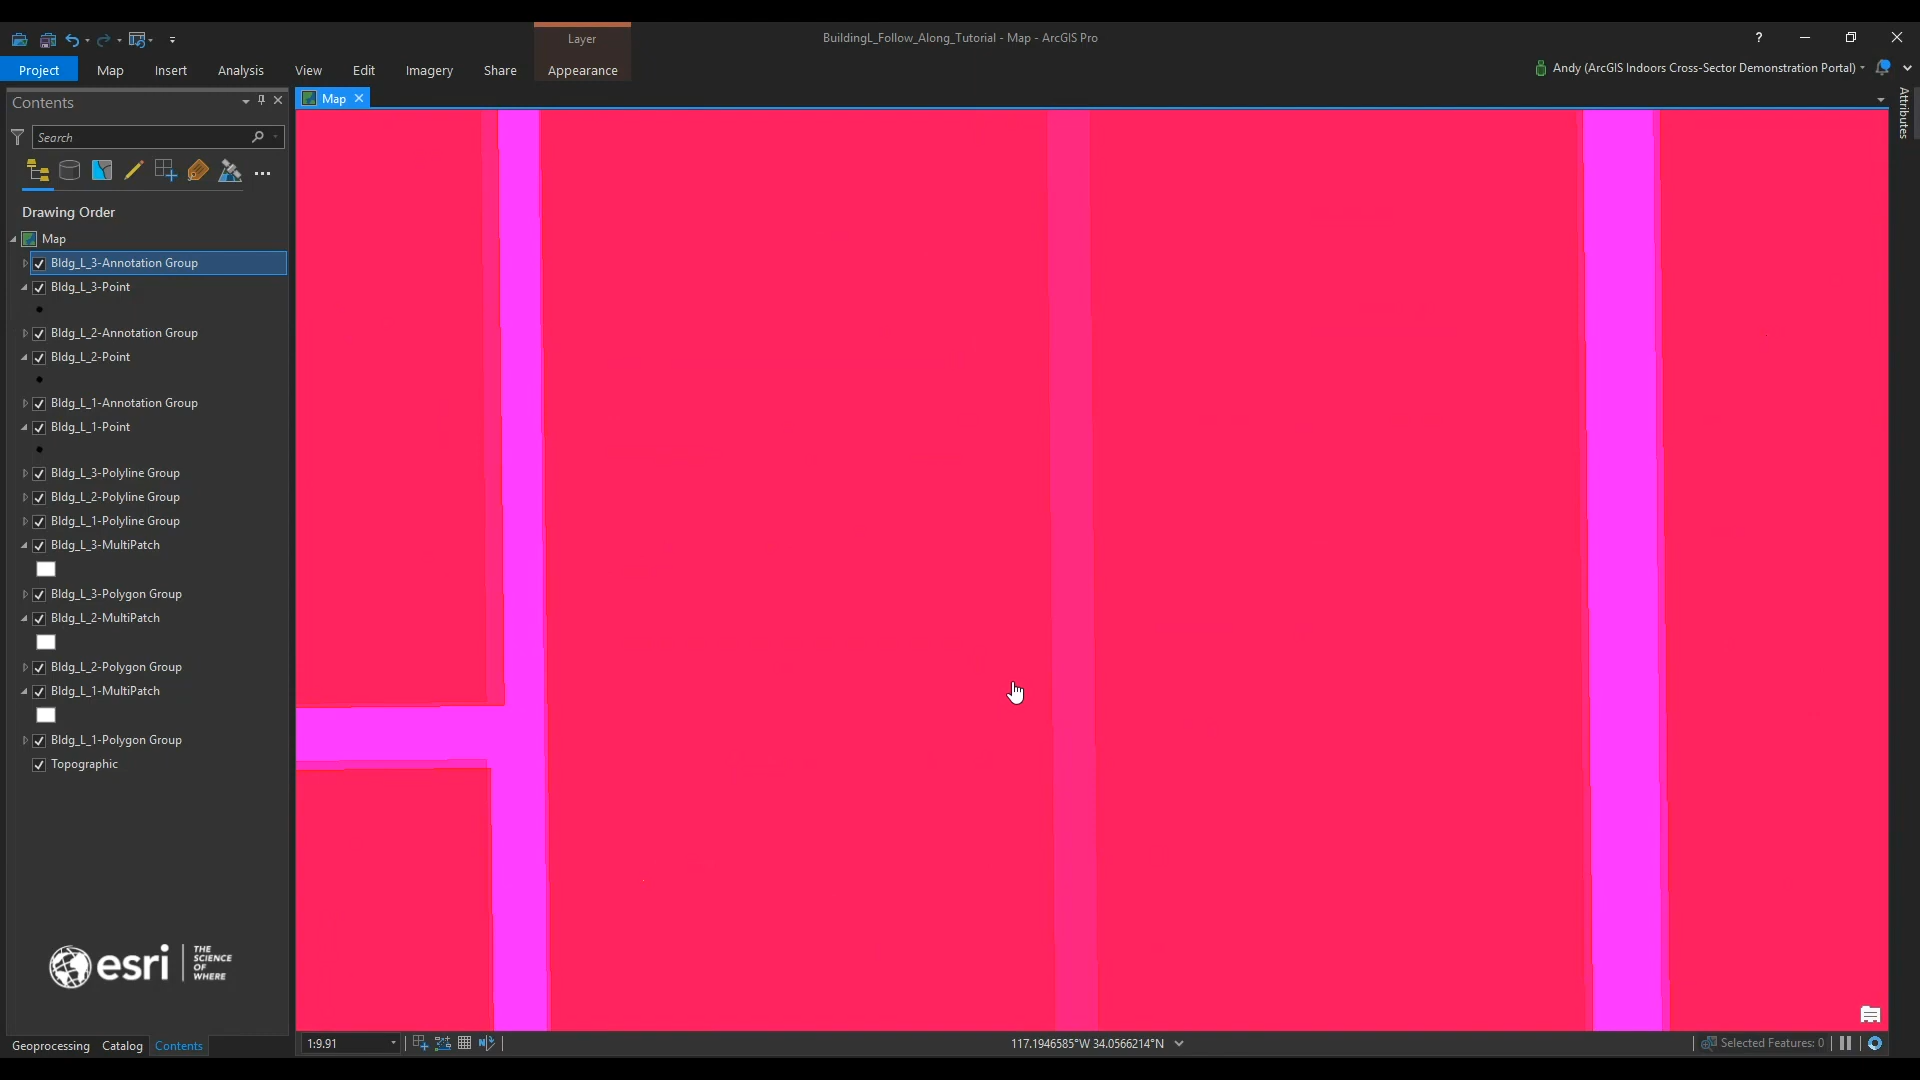 Layer
BuildingL_Follow_Along_Tutorial - Map - ArcGIS Pro
?
Project
Map
Insert
Analysis
View
Edit
Imagery
Share
Appearance
Andy (ArcGIS Indoors Cross-Sector Demonstration Portal)
Contents
Map
Attributes
Search
Drawing Order
Map
Bldg_L_3-Annotation Group
Bldg_L_3-Point
Bldg_L_2-Annotation Group
Bldg_L_2-Point
Bldg_L_1-Annotation Group
Bldg_L_1-Point
Bldg_L_3-Polyline Group
Bldg_L_2-Polyline Group
Bldg_L_1-Polyline Group
Bldg_L_3-MultiPatch
Bldg_L_3-Polygon Group
Bldg_L_2-MultiPatch
Bldg_L_2-Polygon Group
Bldg_L_1-MultiPatch
Bldg_L_1-Polygon Group
Topographic
esri
THE
SCIENCE
OF
WHERE
Geoprocessing
Catalog
Contents
1:9.91
117.1946585°W 34.0566214°N
Selected Features: 0